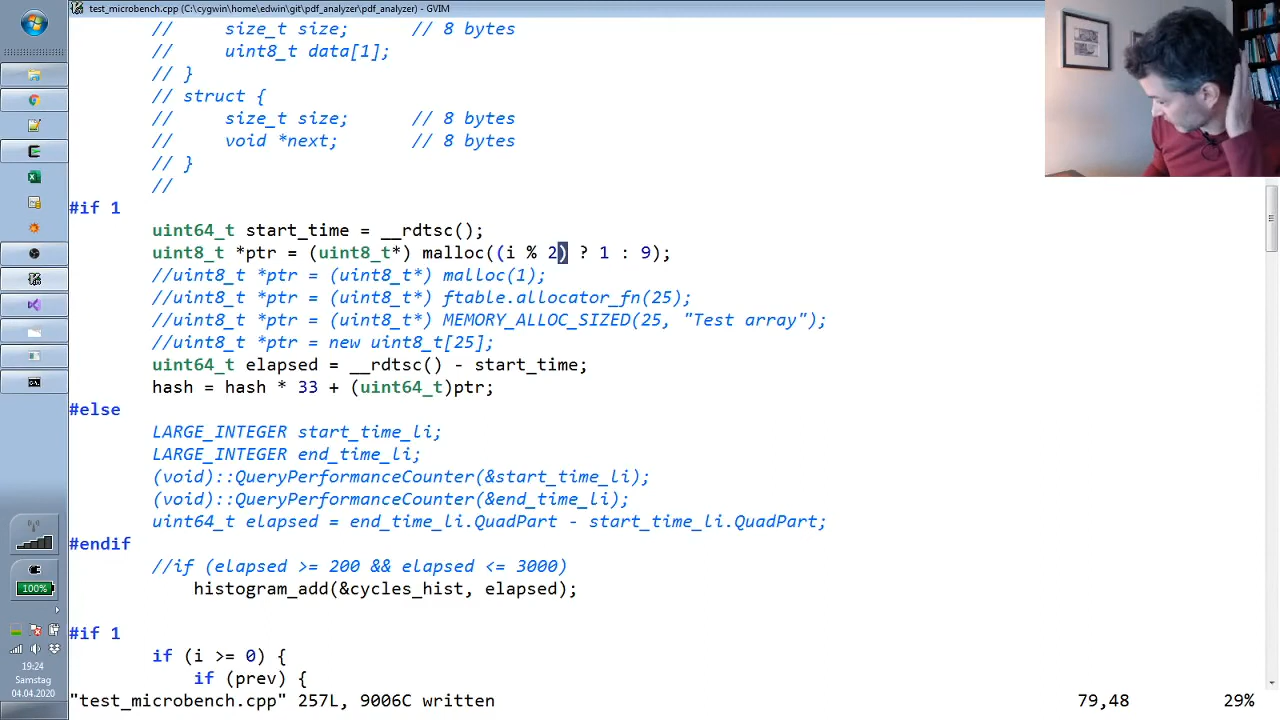 test_microbench.cpp (C:\cygwin\home\edwin\git\pdf_analyzer\pdf_analyzer) - GVIM
//     size_t size;      // 8 bytes
//     uint8_t data[1];
// }
// struct {
//     size_t size;      // 8 bytes
//     void *next;       // 8 bytes
// }
//
#if 1
uint64_t start_time = __rdtsc();
uint8_t *ptr = (uint8_t*) malloc((i % 2) ? 1 : 9);
//uint8_t *ptr = (uint8_t*) malloc(1);
//uint8_t *ptr = (uint8_t*) ftable.allocator_fn(25);
//uint8_t *ptr = (uint8_t*) MEMORY_ALLOC_SIZED(25, "Test array");
//uint8_t *ptr = new uint8_t[25];
uint64_t elapsed = __rdtsc() - start_time;
hash = hash * 33 + (uint64_t)ptr;
#else
LARGE_INTEGER start_time_li;
LARGE_INTEGER end_time_li;
(void)::QueryPerformanceCounter(&start_time_li);
(void)::QueryPerformanceCounter(&end_time_li);
uint64_t elapsed = end_time_li.QuadPart - start_time_li.QuadPart;
#endif
//if (elapsed >= 200 && elapsed <= 3000)
histogram_add(&cycles_hist, elapsed);
#if 1
if (i >= 0) {
if (prev) {
"test_microbench.cpp" 257L, 9006C written    79,48    29%
100%
19:24
Samstag
04.04.2020